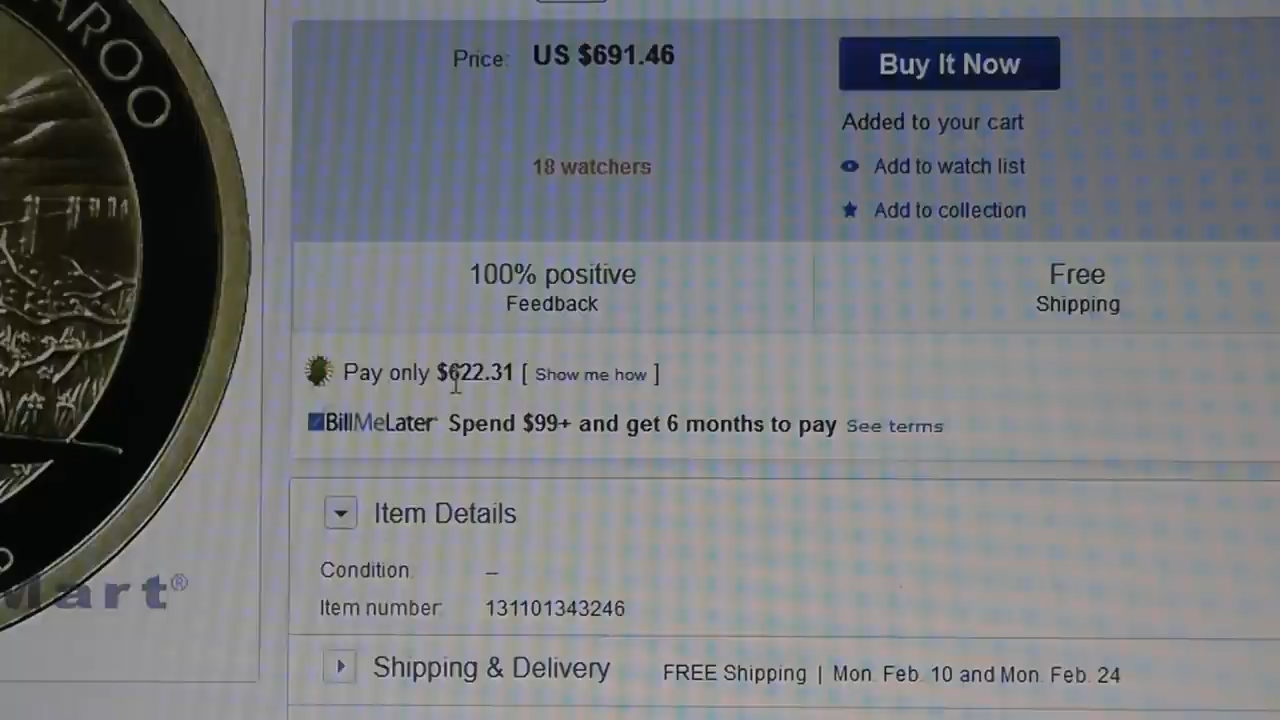 AROO
Price: US $691.46
Buy It Now
Added to your cart
18 watchers
Add to watch list
Add to collection
100% positive
Feedback
Free
Shipping
Pay only $622.31 [ Show me how ]
BillMeLater Spend $99+ and get 6 months to pay See terms
Item Details
Condition: –
Item number: 131101343246
Mart®
Shipping & Delivery FREE Shipping | Mon. Feb. 10 and Mon. Feb. 24